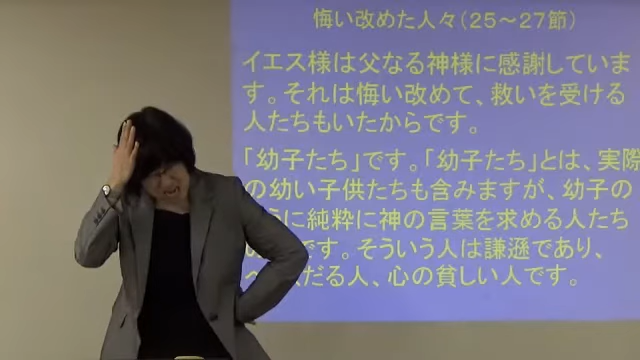 悔い改めた人々(25〜27節)
イエス様は父なる神様に感謝していま
す。それは悔い改めて、救いを受ける
人たちもいたからです。
「幼子たち」です。「幼子たち」とは、実際
の幼い子供たちも含みますが、幼子の
うに純粋に神の言葉を求める人たち
です。そういう人は謙遜であり、
だる人、心の貧しい人です。